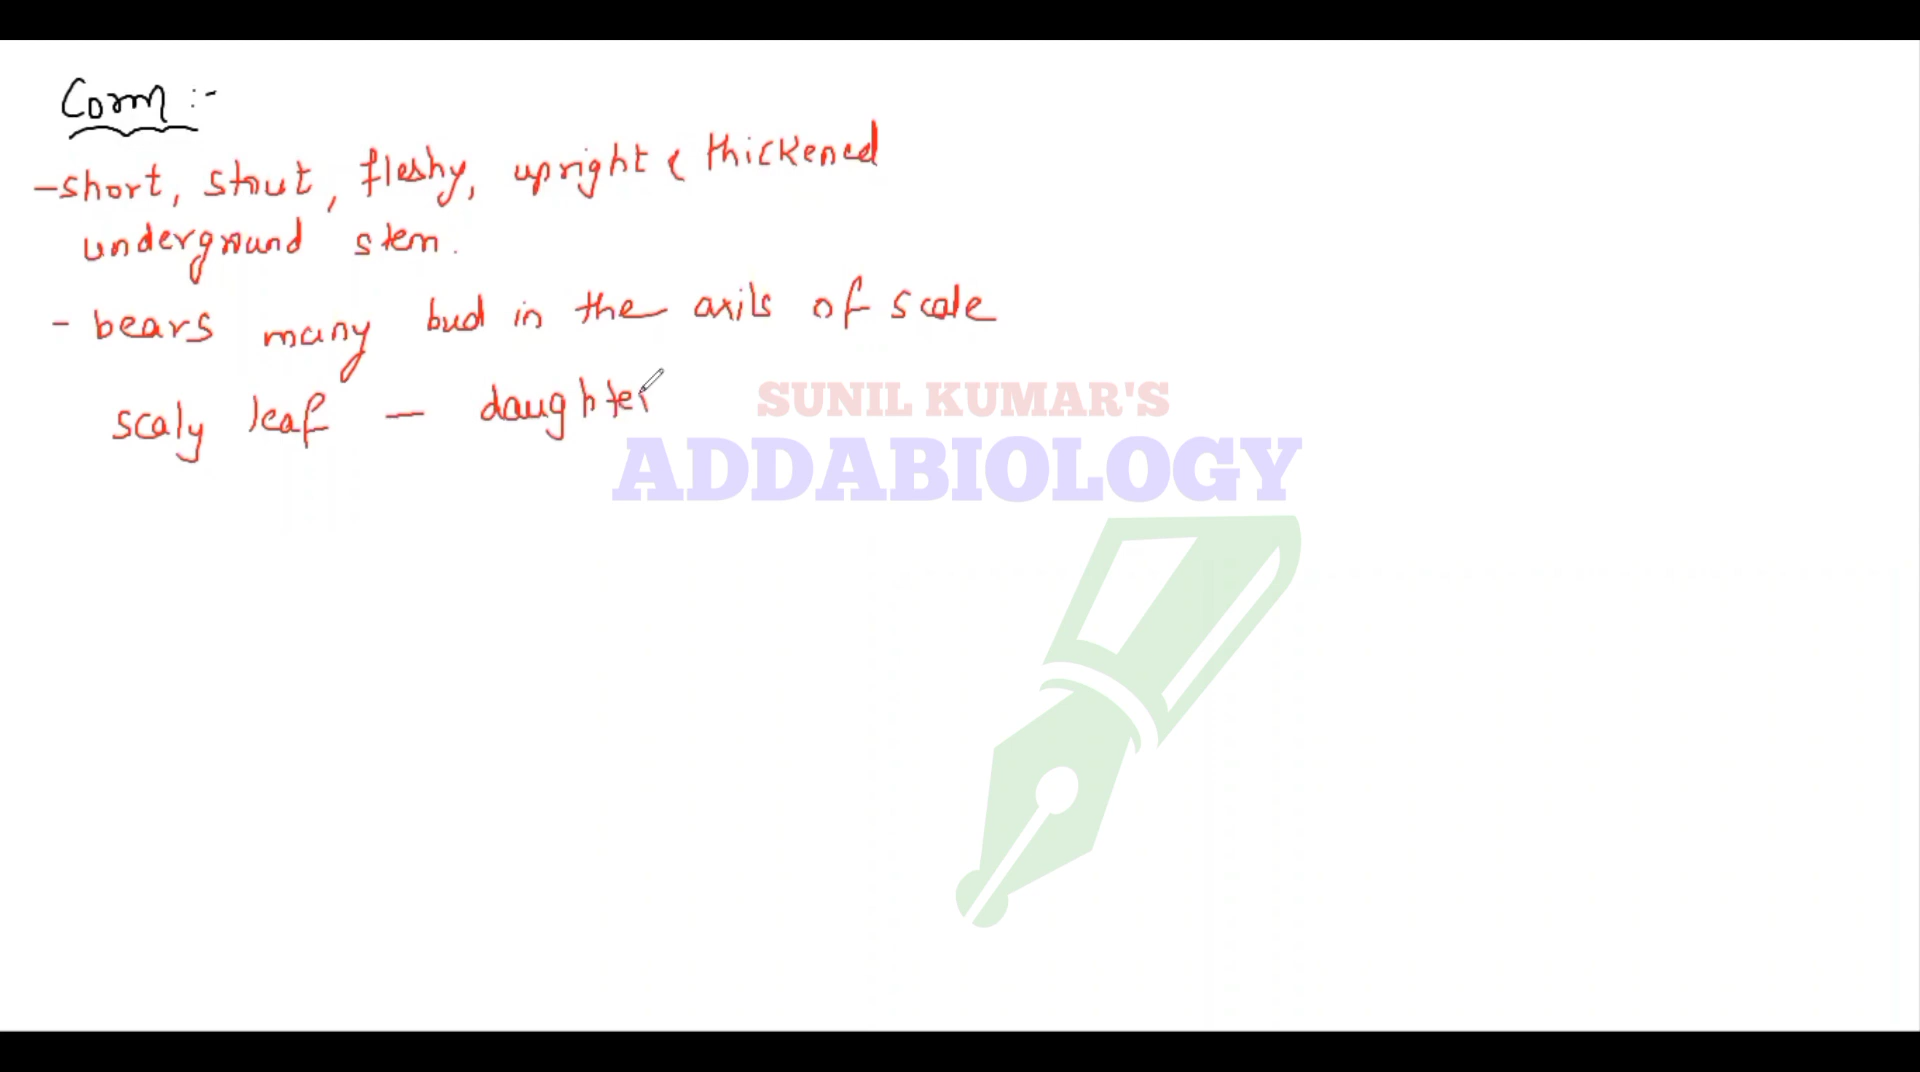 Corm :-
- short, stout, fleshy, upright & thickened
underground stem.
- bears many bud in the axils of scale
scaly leaf — daughter
SUNIL KUMAR'S
ADDABIOLOGY